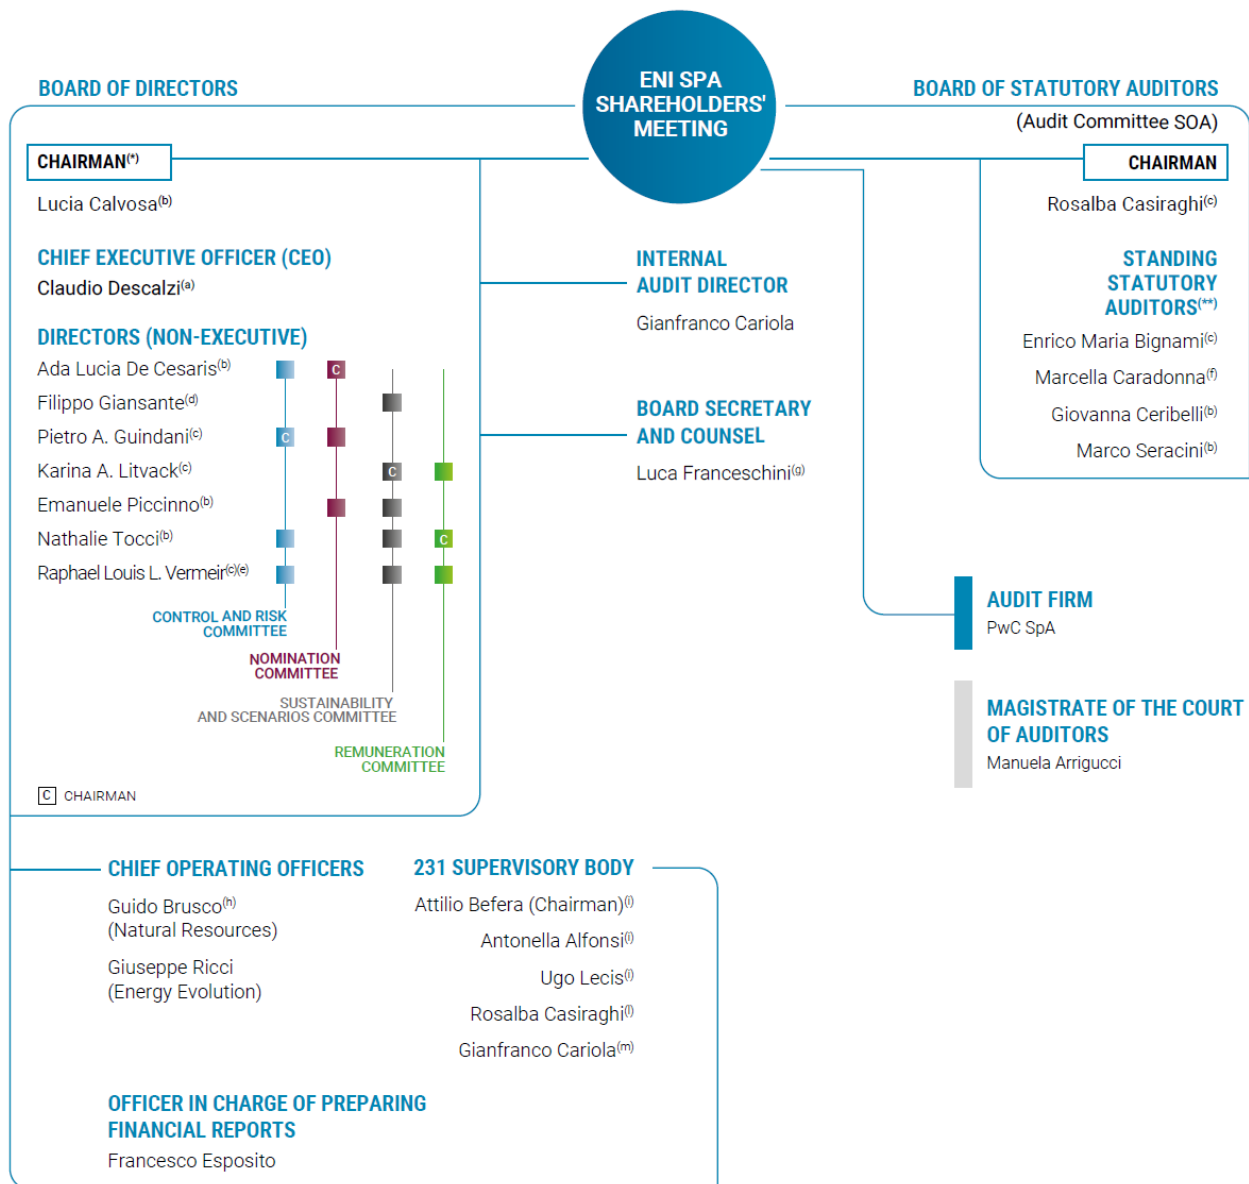 ENI SPA
SHAREHOLDERS'
MEETING
BOARD OF DIRECTORS
CHAIRMAN(*)
Lucia Calvosa(b)
CHIEF EXECUTIVE OFFICER (CEO)
Claudio Descalzi(a)
DIRECTORS (NON-EXECUTIVE)
Ada Lucia De Cesaris(b) C
Filippo Giansante(d)
Pietro A. Guindani(c) C
Karina A. Litvack(c) C
Emanuele Piccinno(b)
Nathalie Tocci(b) C
Raphael Louis L. Vermeir(c)(e)
CONTROL AND RISK
COMMITTEE
NOMINATION
COMMITTEE
SUSTAINABILITY
AND SCENARIOS COMMITTEE
REMUNERATION
COMMITTEE
C CHAIRMAN
INTERNAL
AUDIT DIRECTOR
Gianfranco Cariola
BOARD SECRETARY
AND COUNSEL
Luca Franceschini(g)
BOARD OF STATUTORY AUDITORS
(Audit Committee SOA)
CHAIRMAN
Rosalba Casiraghi(c)
STANDING
STATUTORY
AUDITORS(**)
Enrico Maria Bignami(c)
Marcella Caradonna(f)
Giovanna Ceribelli(b)
Marco Seracini(b)
AUDIT FIRM
PwC SpA
MAGISTRATE OF THE COURT
OF AUDITORS
Manuela Arrigucci
CHIEF OPERATING OFFICERS
Guido Brusco(h)
(Natural Resources)
Giuseppe Ricci
(Energy Evolution)
231 SUPERVISORY BODY
Attilio Befera (Chairman)(i)
Antonella Alfonsi(i)
Ugo Lecis(i)
Rosalba Casiraghi(l)
Gianfranco Cariola(m)
OFFICER IN CHARGE OF PREPARING
FINANCIAL REPORTS
Francesco Esposito